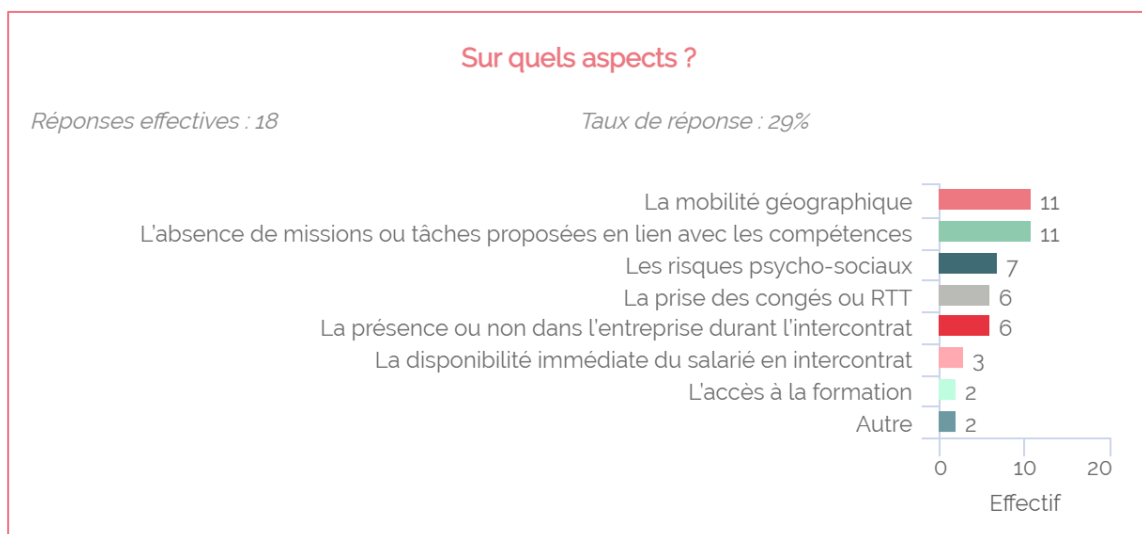 Sur quels aspects ?
Réponses effectives : 18
Taux de réponse : 29%
La mobilité géographique 11
L'absence de missions ou tâches proposées en lien avec les compétences 11
Les risques psycho-sociaux 7
La prise des congés ou RTT 6
La présence ou non dans l'entreprise durant l'intercontrat 6
La disponibilité immédiate du salarié en intercontrat 3
L'accès à la formation 2
Autre 2
0 10 20
Effectif